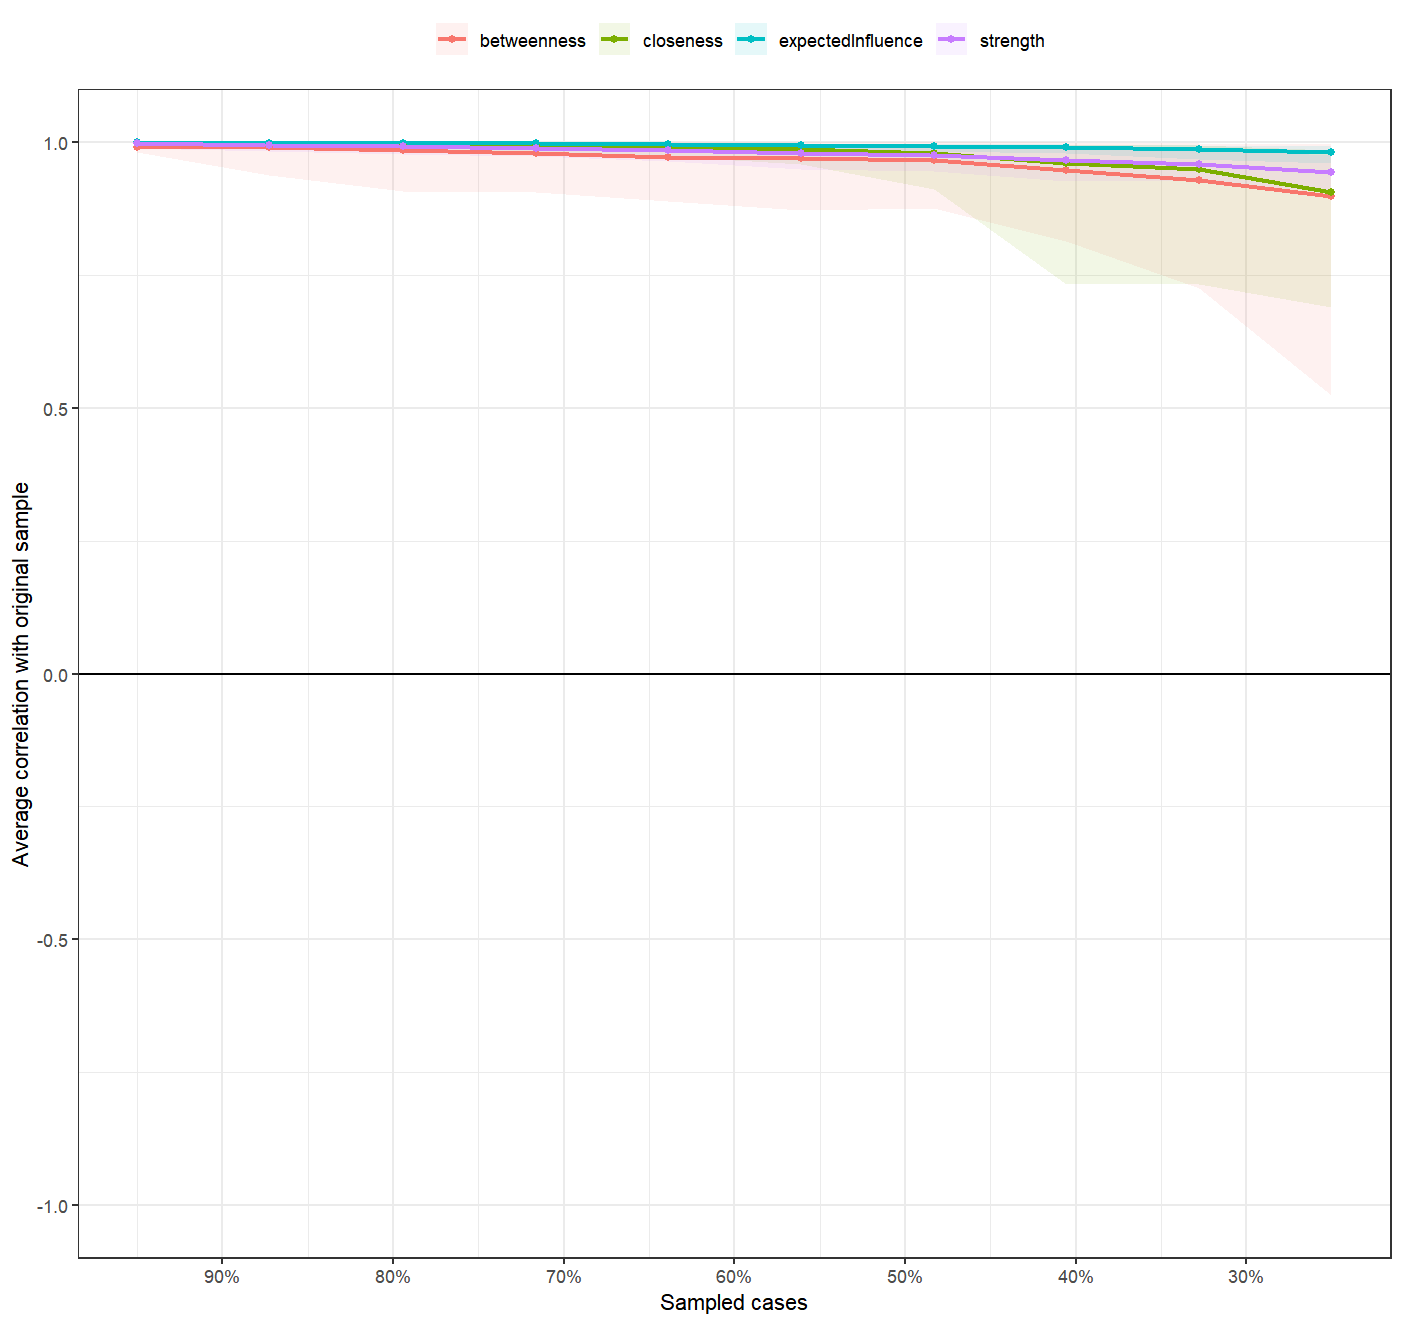 betweenness closeness expectedInfluence strength
1.0
0.5
0.0
-0.5
-1.0
Average correlation with original sample
90% 80% 70% 60% 50% 40% 30%
Sampled cases